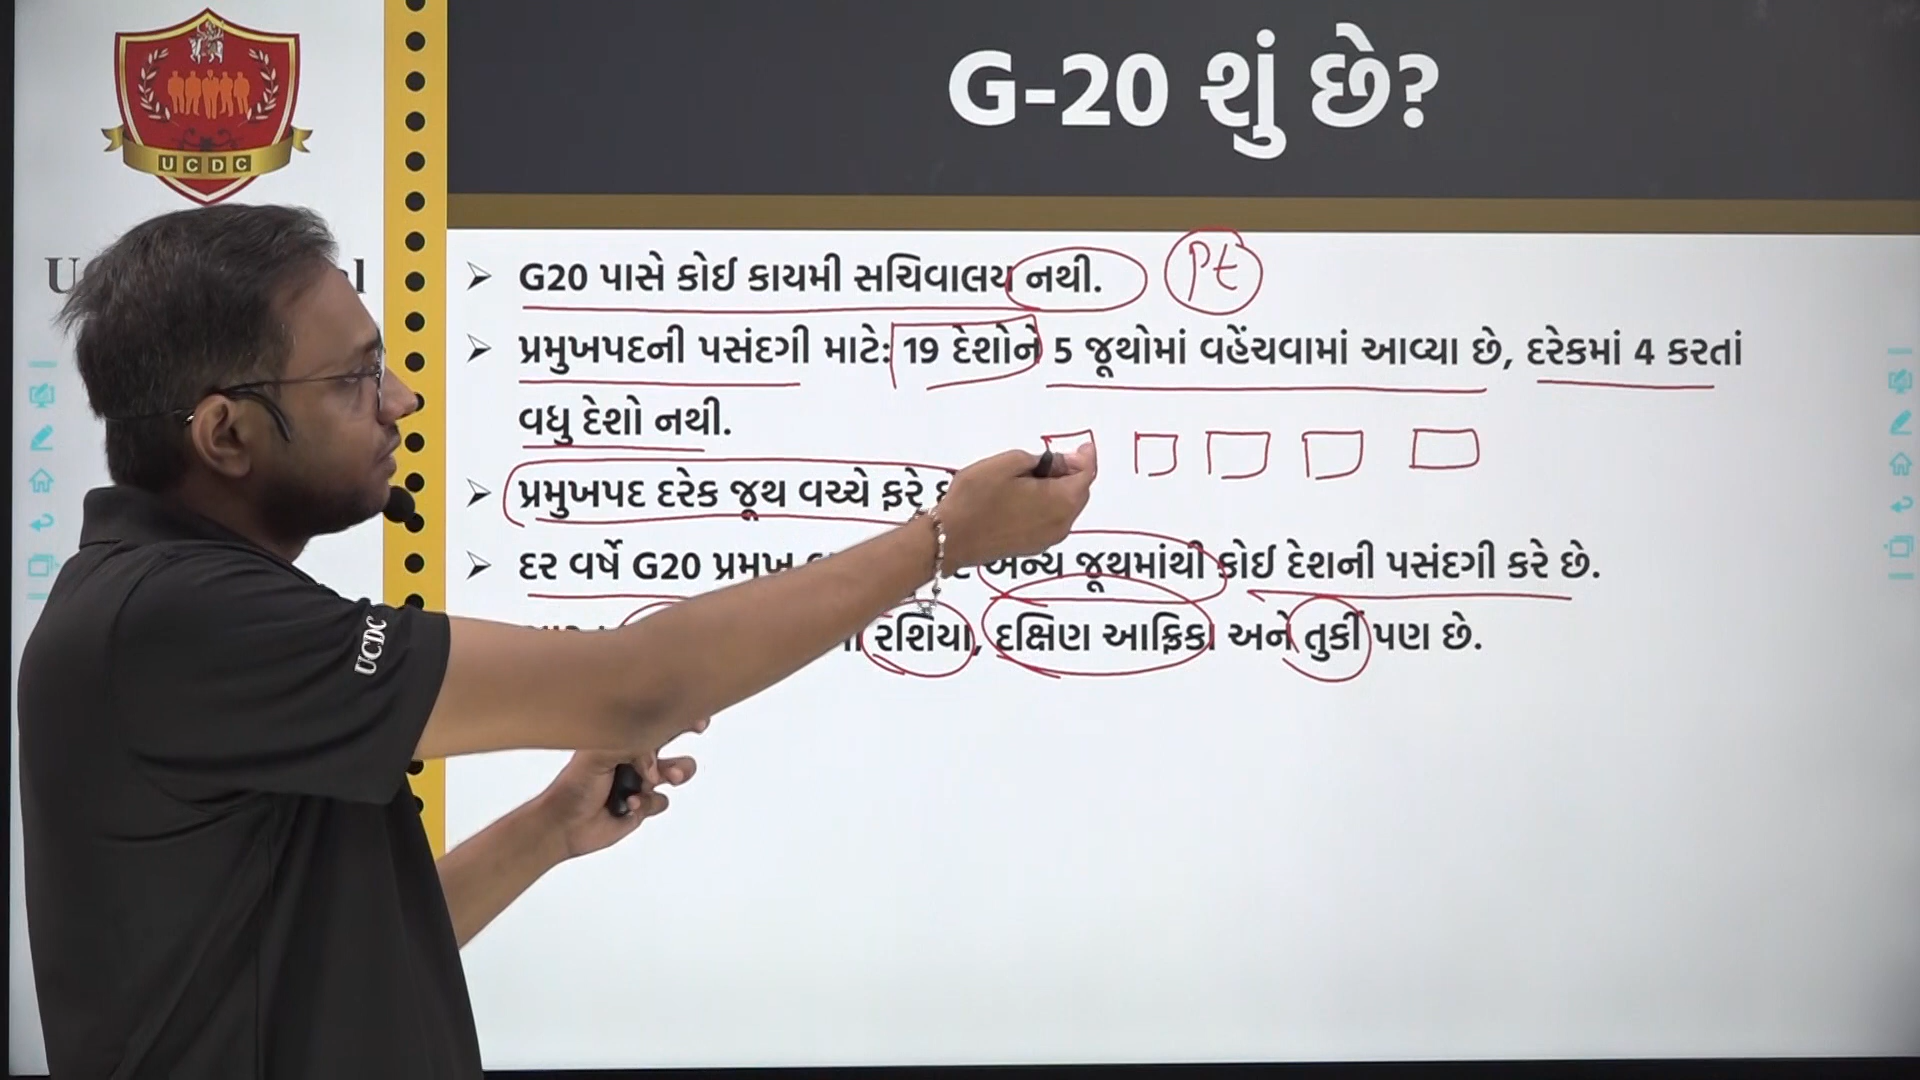 G-20 શું છે?
UCDC
G20 પાસે કોઈ કાયમી સચિવાલય નથી. Pt
પ્રમુખપદની પસંદગી માટે: 19 દેશોને 5 જૂથોમાં વહેંચવામાં આવ્યા છે, દરેકમાં 4 કરતાં
વધુ દેશો નથી.
પ્રમુખપદ દરેક જૂથ વચ્ચે ફરે
દર વર્ષે G20 પ્રમુખ અન્ય જૂથમાંથી કોઈ દેશની પસંદગી કરે છે.
રશિયા, દક્ષિણ આફ્રિકા અને તુર્કી પણ છે.
UCDC